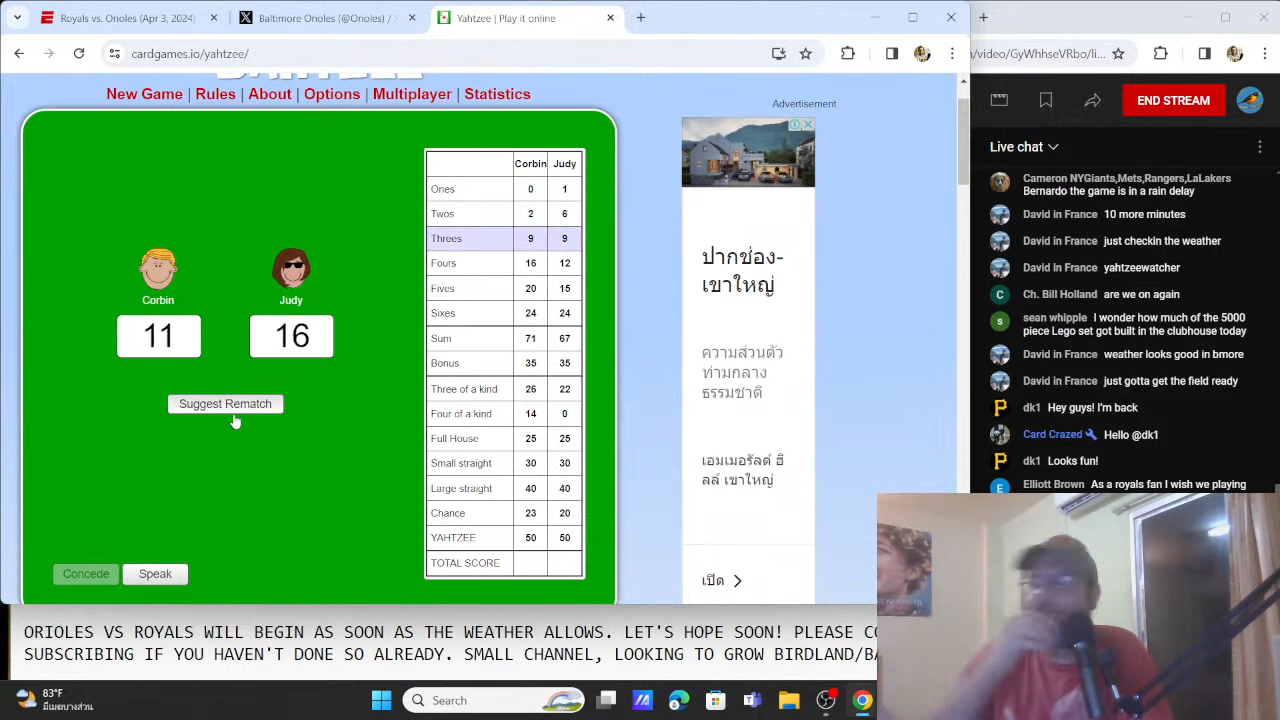 Royals vs. Orioles (Apr 3, 2024)
Baltimore Orioles (@Orioles) /
Yahtzee | Play it online
cardgames.io/yahtzee/
New Game | Rules | About | Options | Multiplayer | Statistics
Corbin
11
Judy
16
Suggest Rematch
Concede
Speak
Corbin Judy
Ones 0 1
Twos 2 6
Threes 9 9
Fours 16 12
Fives 20 15
Sixes 24 24
Sum 71 67
Bonus 35 35
Three of a kind 26 22
Four of a kind 14 0
Full House 25 25
Small straight 30 30
Large straight 40 40
Chance 23 20
YAHTZEE 50 50
TOTAL SCORE
Advertisement
ปากช่อง-
เขาใหญ่
ความส่วนตัว
ท่ามกลาง
ธรรมชาติ
เอมเมอรัลด์ ฮิ
ลล์ เขาใหญ่
เปิด
ORIOLES VS ROYALS WILL BEGIN AS SOON AS THE WEATHER ALLOWS. LET'S HOPE SOON! PLEASE
SUBSCRIBING IF YOU HAVEN'T DONE SO ALREADY. SMALL CHANNEL, LOOKING TO GROW
/video/GyWhhseVRbo/li...
END STREAM
Live chat
Cameron NYGiants,Mets,Rangers,LaLakers
Bernardo the game is in a rain delay
David in France 10 more minutes
David in France just checkin the weather
David in France yahtzeewatcher
Ch. Bill Holland are we on again
sean whipple I wonder how much of the 5000
piece Lego set got built in the clubhouse today
David in France weather looks good in bmore
David in France just gotta get the field ready
dk1 Hey guys! I'm back
Card Crazed Hello @dk1
dk1 Looks fun!
Elliott Brown As a royals fan I wish we playing
83°F
มีเมฆบางส่วน
Search